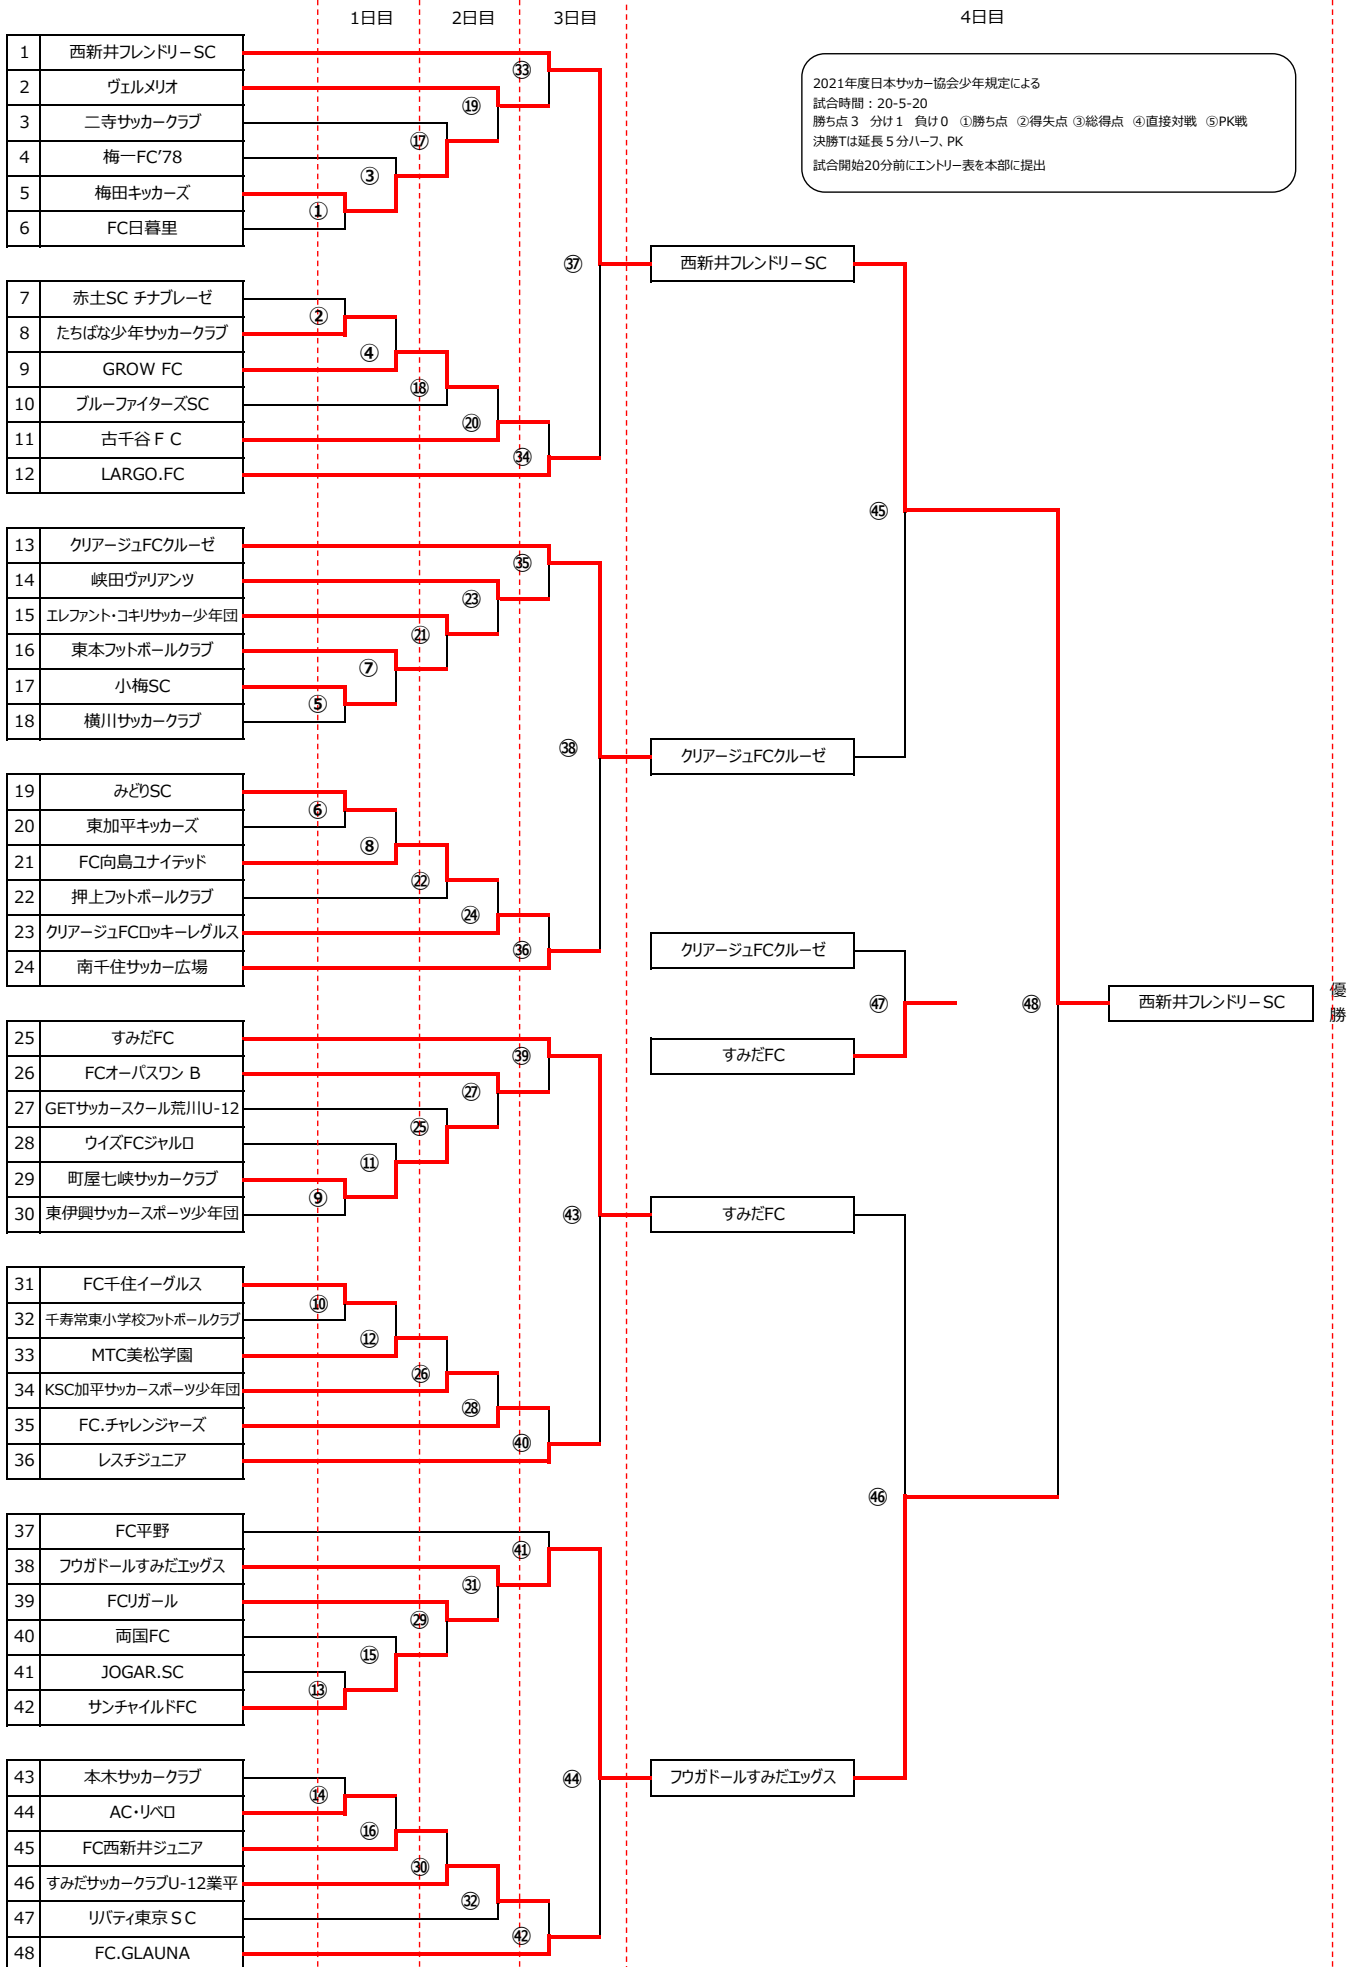 1日目 2日目 3日目 4日目
2021年度日本サッカー協会少年規定による
試合時間：20-5-20
勝ち点３ 分け１ 負け０ ①勝ち点 ②得失点 ③総得点 ④直接対戦 ⑤PK戦
決勝Tは延長５分ハーフ、PK
試合開始20分前にエントリー表を本部に提出
1 西新井フレンドリーSC
2 ヴェルメリオ
3 二寺サッカークラブ
4 梅一FC'78
5 梅田キッカーズ
6 FC日暮里
㉝
⑲
⑰
③
①
7 赤土SC チナブレーゼ
8 たちばな少年サッカークラブ
9 GROW FC
10 ブルーファイターズSC
11 古千谷ＦＣ
12 LARGO.FC
②
④
⑱
⑳
㉞
㊲
西新井フレンドリーSC
13 クリアージュFCクルーゼ
14 峡田ヴァリアンツ
15 エレファント・コキリサッカー少年団
16 東本フットボールクラブ
17 小梅SC
18 横川サッカークラブ
㉟
㉓
㉑
⑦
⑤
19 みどりSC
20 東加平キッカーズ
21 FC向島ユナイテッド
22 押上フットボールクラブ
23 クリアージュFCロッキーレグルス
24 南千住サッカー広場
⑥
⑧
㉒
㉔
㊱
㊳
クリアージュFCクルーゼ
㊺
クリアージュFCクルーゼ
㊼
すみだFC
㊽
西新井フレンドリーSC
優勝
25 すみだFC
26 FCオーパスワン B
27 GETサッカースクール荒川U-12
28 ウイズFCジャルロ
29 町屋七峡サッカークラブ
30 東伊興サッカースポーツ少年団
㊴
㉗
㉕
⑪
⑨
31 FC千住イーグルス
32 千寿常東小学校フットボールクラブ
33 MTC美松学園
34 KSC加平サッカースポーツ少年団
35 FC.チャレンジャーズ
36 レスチジュニア
⑩
⑫
㉖
㉘
㊵
㊸
すみだFC
㊻
37 FC平野
38 フウガドールすみだエッグス
39 FCリガール
40 両国FC
41 JOGAR.SC
42 サンチャイルドFC
㊶
㉛
㉙
⑮
⑬
43 本木サッカークラブ
44 AC・リベロ
45 FC西新井ジュニア
46 すみだサッカークラブU-12業平
47 リバティ東京ＳＣ
48 FC.GLAUNA
⑭
⑯
㉚
㉜
㊷
㊹
フウガドールすみだエッグス